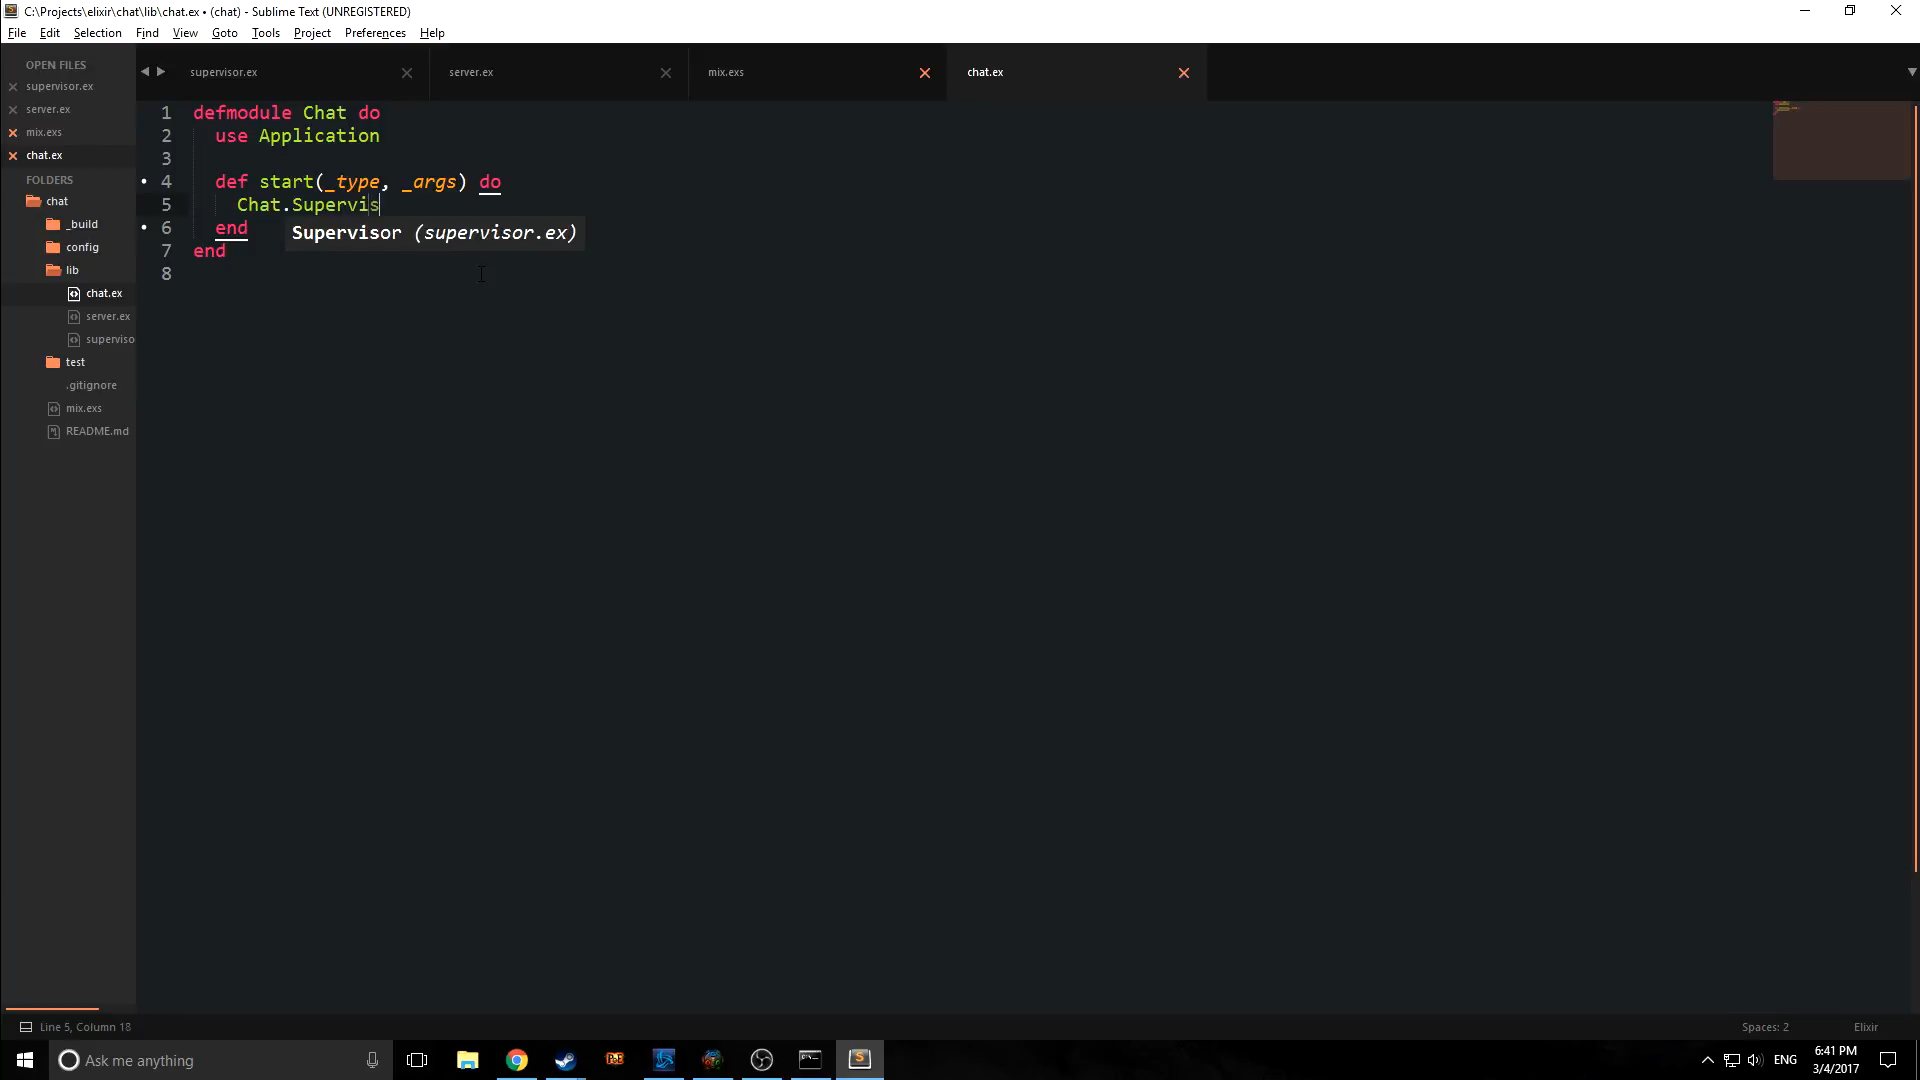 C:\Projects\elixir\chat\lib\chat.ex • (chat) - Sublime Text (UNREGISTERED)
File Edit Selection Find View Goto Tools Project Preferences Help
OPEN FILES
supervisor.ex
server.ex
mix.exs
chat.ex
FOLDERS
chat
_build
config
lib
chat.ex
server.ex
superviso
test
.gitignore
mix.exs
README.md
supervisor.ex server.ex mix.exs chat.ex
1 defmodule Chat do
2 use Application
3
4 def start(_type, _args) do
5 Chat.Supervis
6 end
Supervisor (supervisor.ex)
7 end
8
Line 5, Column 18
Spaces: 2 Elixir
Ask me anything
ENG
6:41 PM
3/4/2017